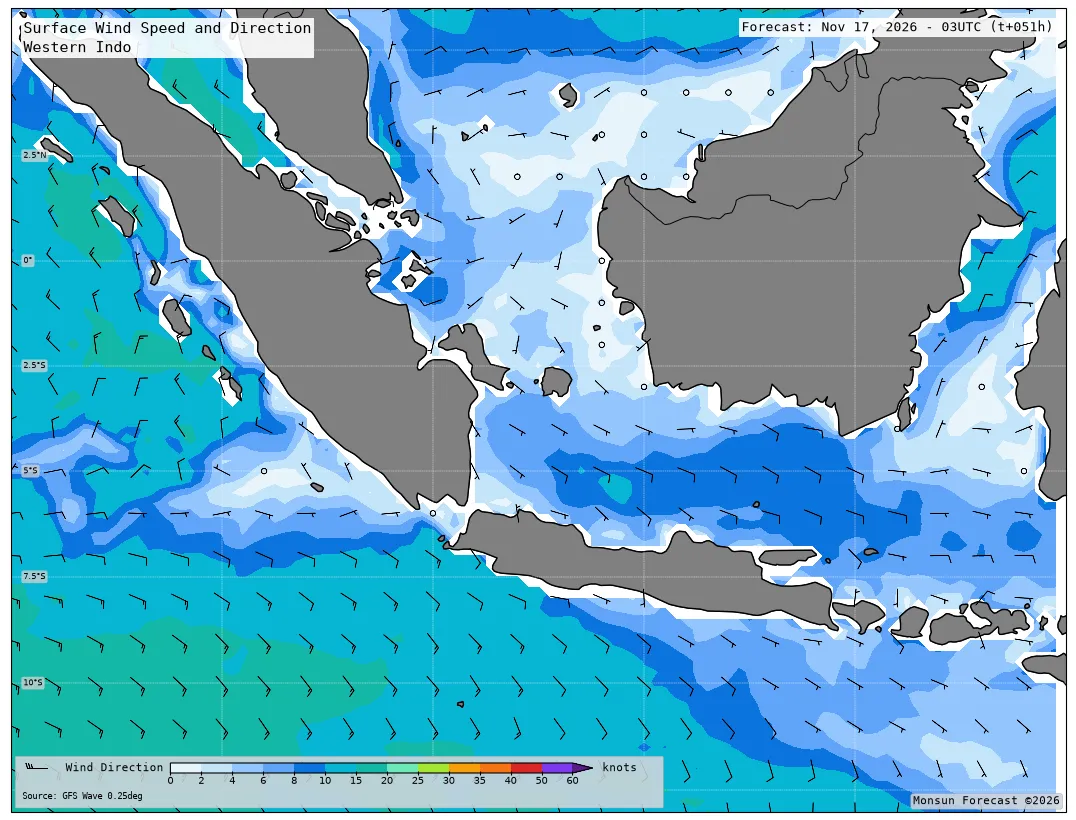 Surface Wind Speed and Direction
Western Indo
Forecast: Nov 17, 2026 - 03UTC (t+051h)
2.5°N
0°
2.5°S
5°S
7.5°S
10°S
Wind Direction
0 2 4 6 8 10 15 20 25 30 35 40 50 60
knots
Source: GFS Wave 0.25deg
Monsun Forecast ©2026